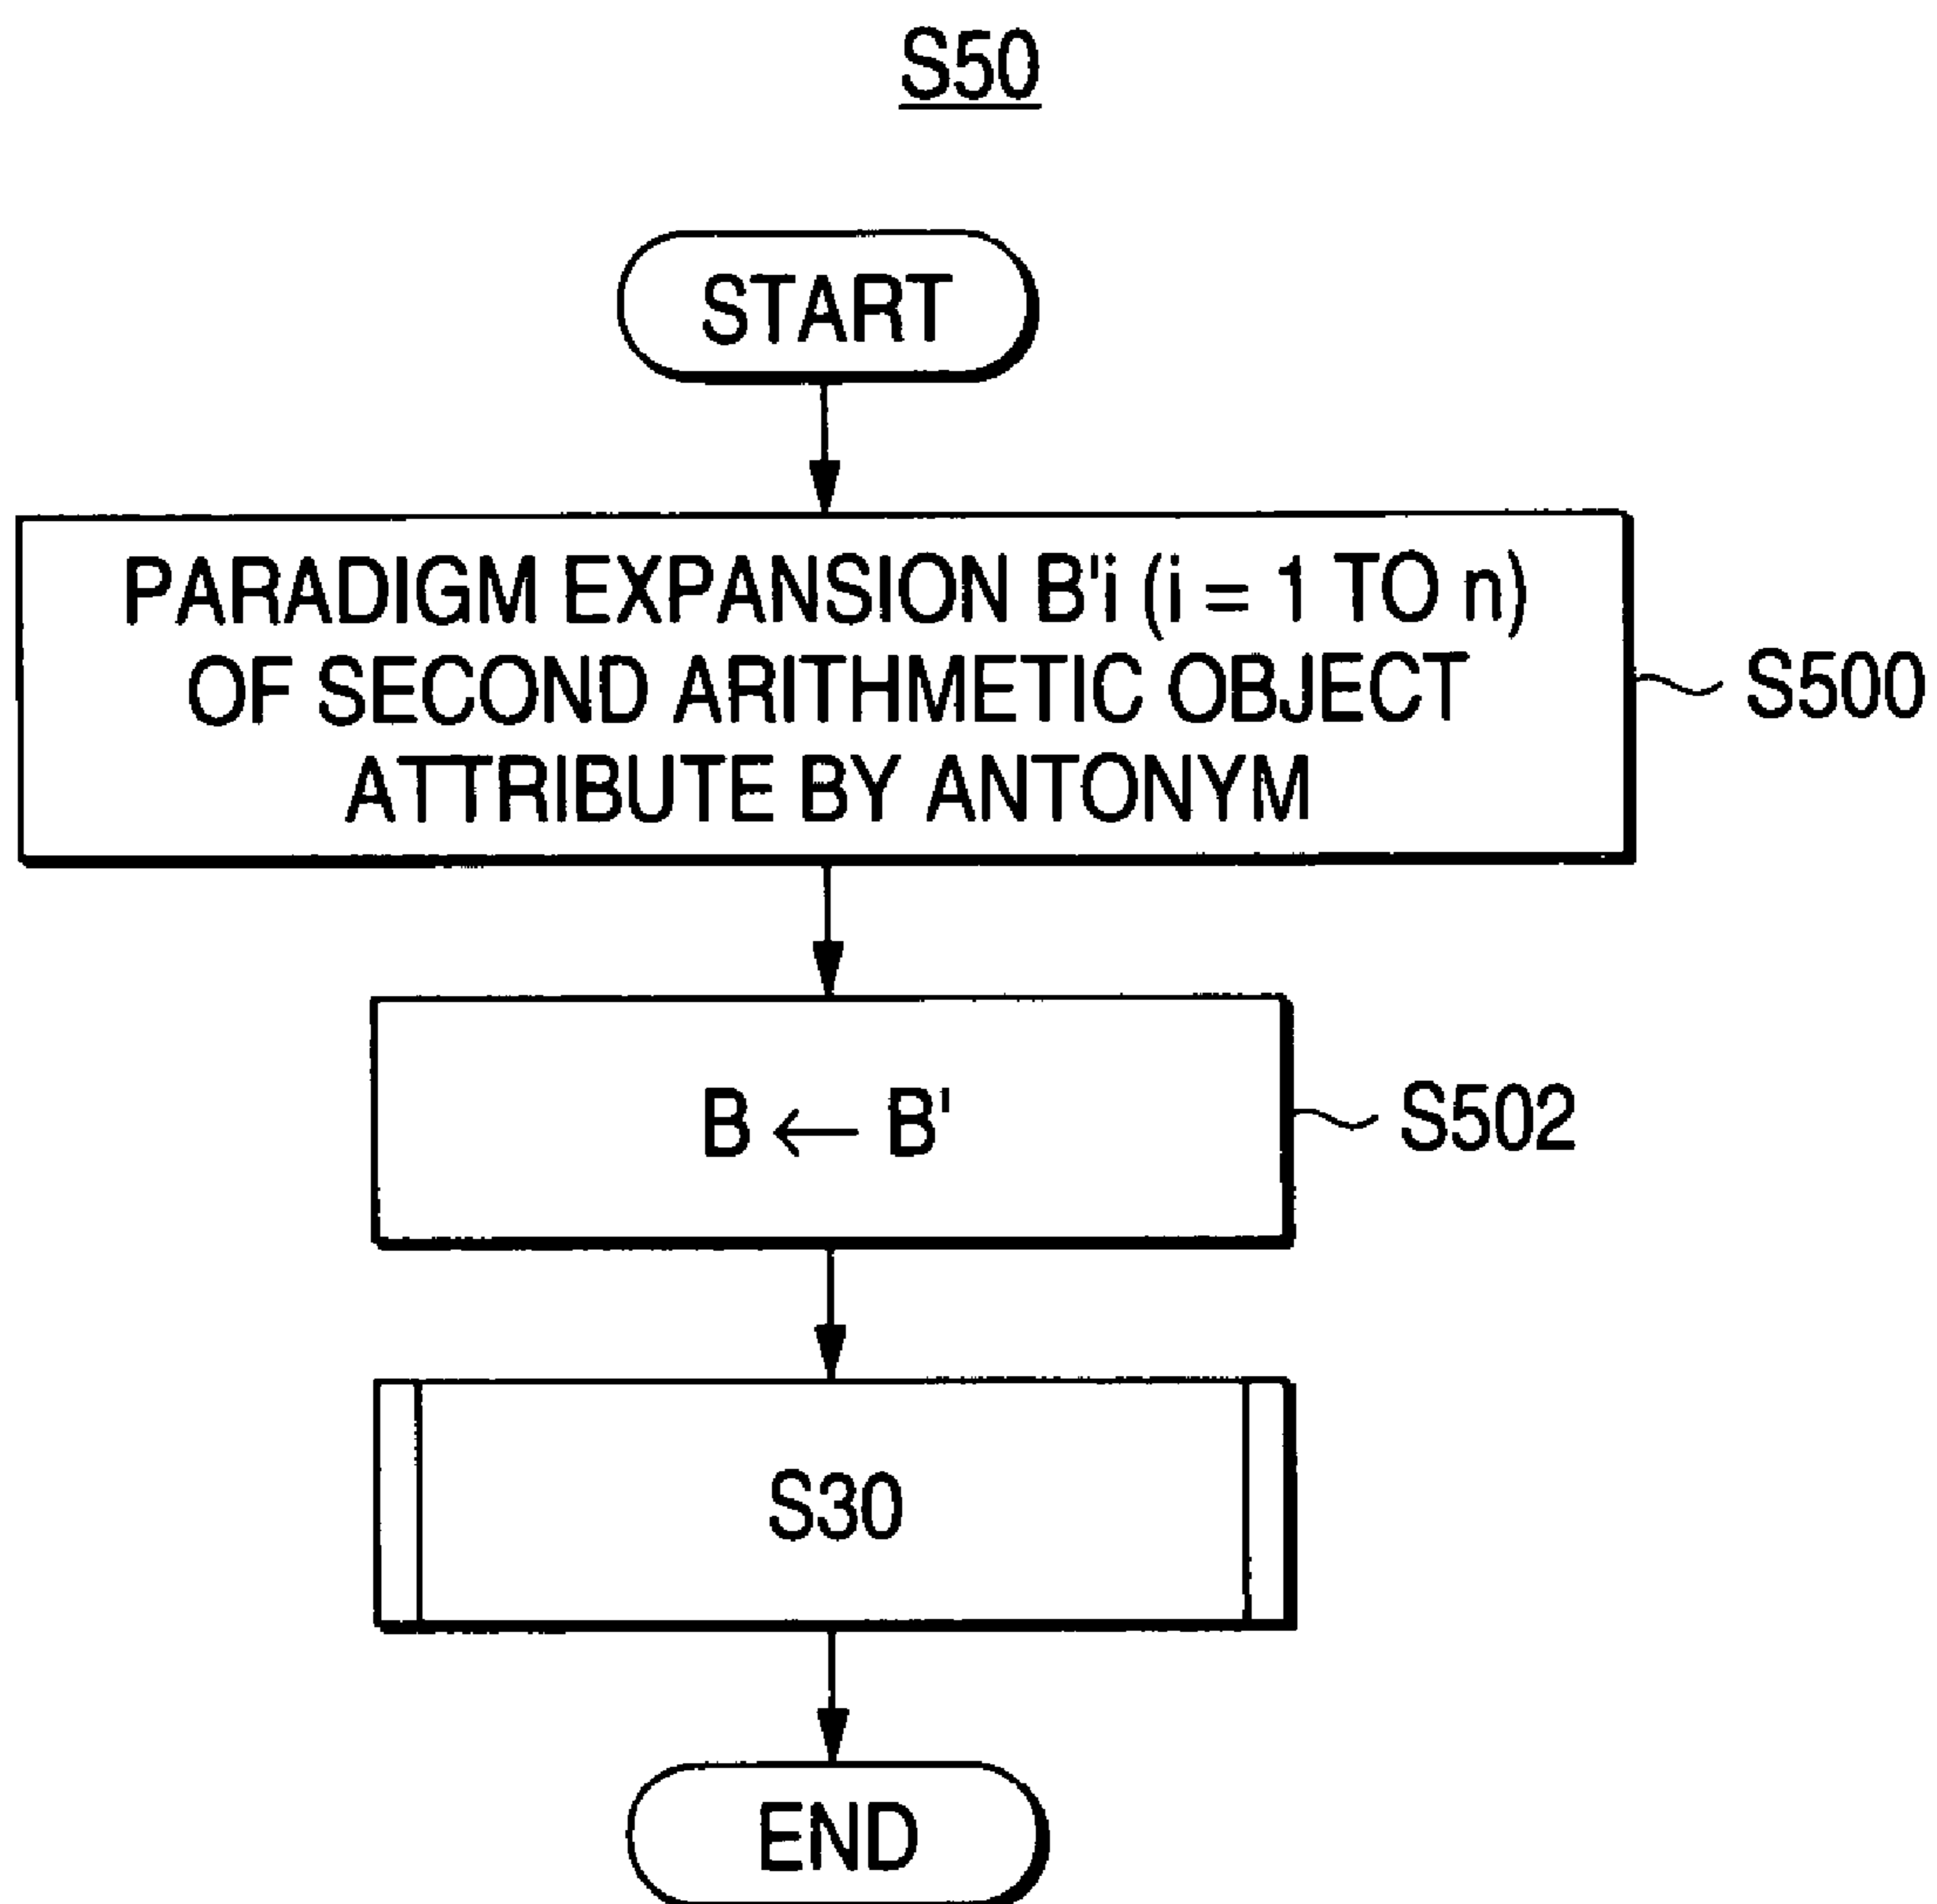 S50
START
PARADIGM EXPANSION B'i (i = 1 TO n)
OF SECOND ARITHMETIC OBJECT
ATTRIBUTE BY ANTONYM
S500
B ← B'
S502
S30
END